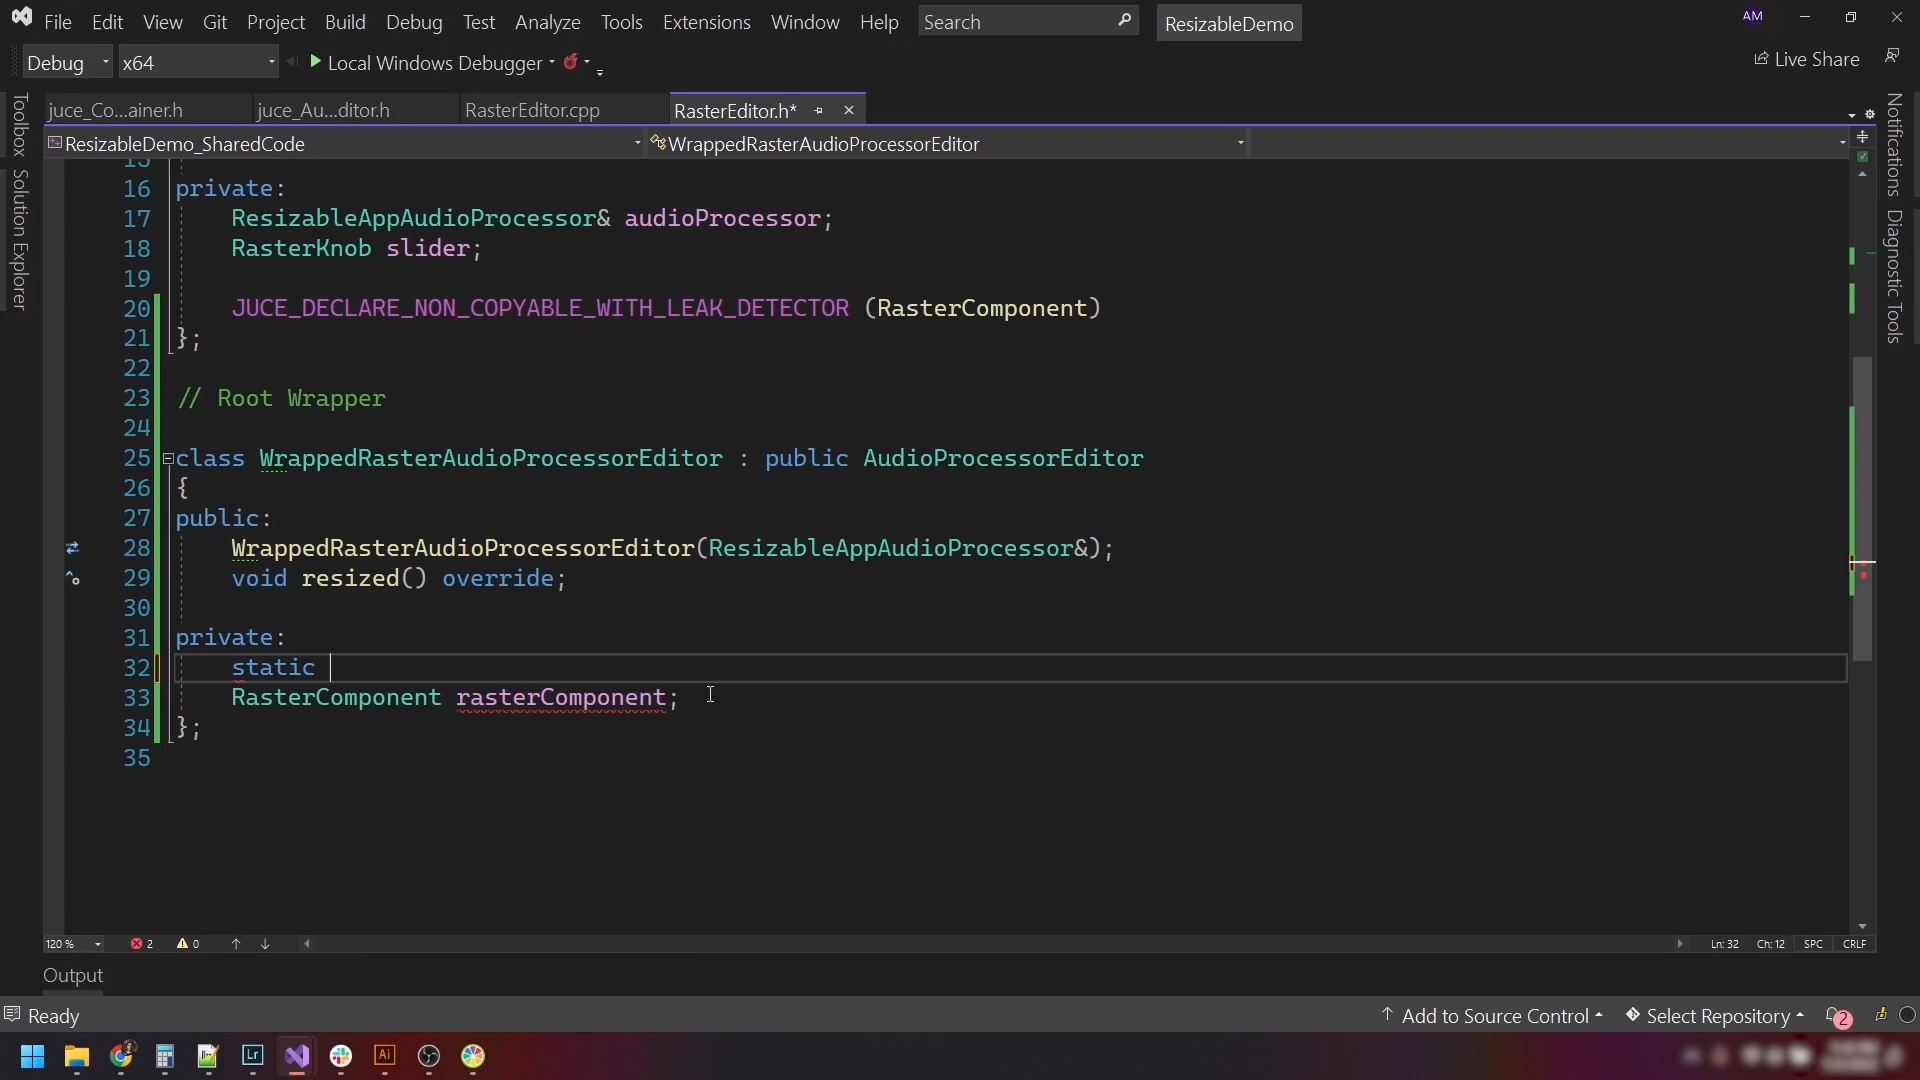 File Edit View Git Project Build Debug Test Analyze Tools Extensions Window Help Search ResizableDemo AM
Debug x64 Local Windows Debugger Live Share
juce_Co...ainer.h juce_Au...ditor.h RasterEditor.cpp RasterEditor.h*
ResizableDemo_SharedCode WrappedRasterAudioProcessorEditor
Toolbox
Solution Explorer
Notifications
Diagnostic Tools
15
16 private:
17 ResizableAppAudioProcessor& audioProcessor;
18 RasterKnob slider;
19
20 JUCE_DECLARE_NON_COPYABLE_WITH_LEAK_DETECTOR (RasterComponent)
21 };
22
23 // Root Wrapper
24
25 class WrappedRasterAudioProcessorEditor : public AudioProcessorEditor
26 {
27 public:
28 WrappedRasterAudioProcessorEditor(ResizableAppAudioProcessor&);
29 void resized() override;
30
31 private:
32 static
33 RasterComponent rasterComponent;
34 };
35
120 % 2 0 Ln: 32 Ch: 12 SPC CRLF
Output
Ready Add to Source Control Select Repository 2
Lr Ai